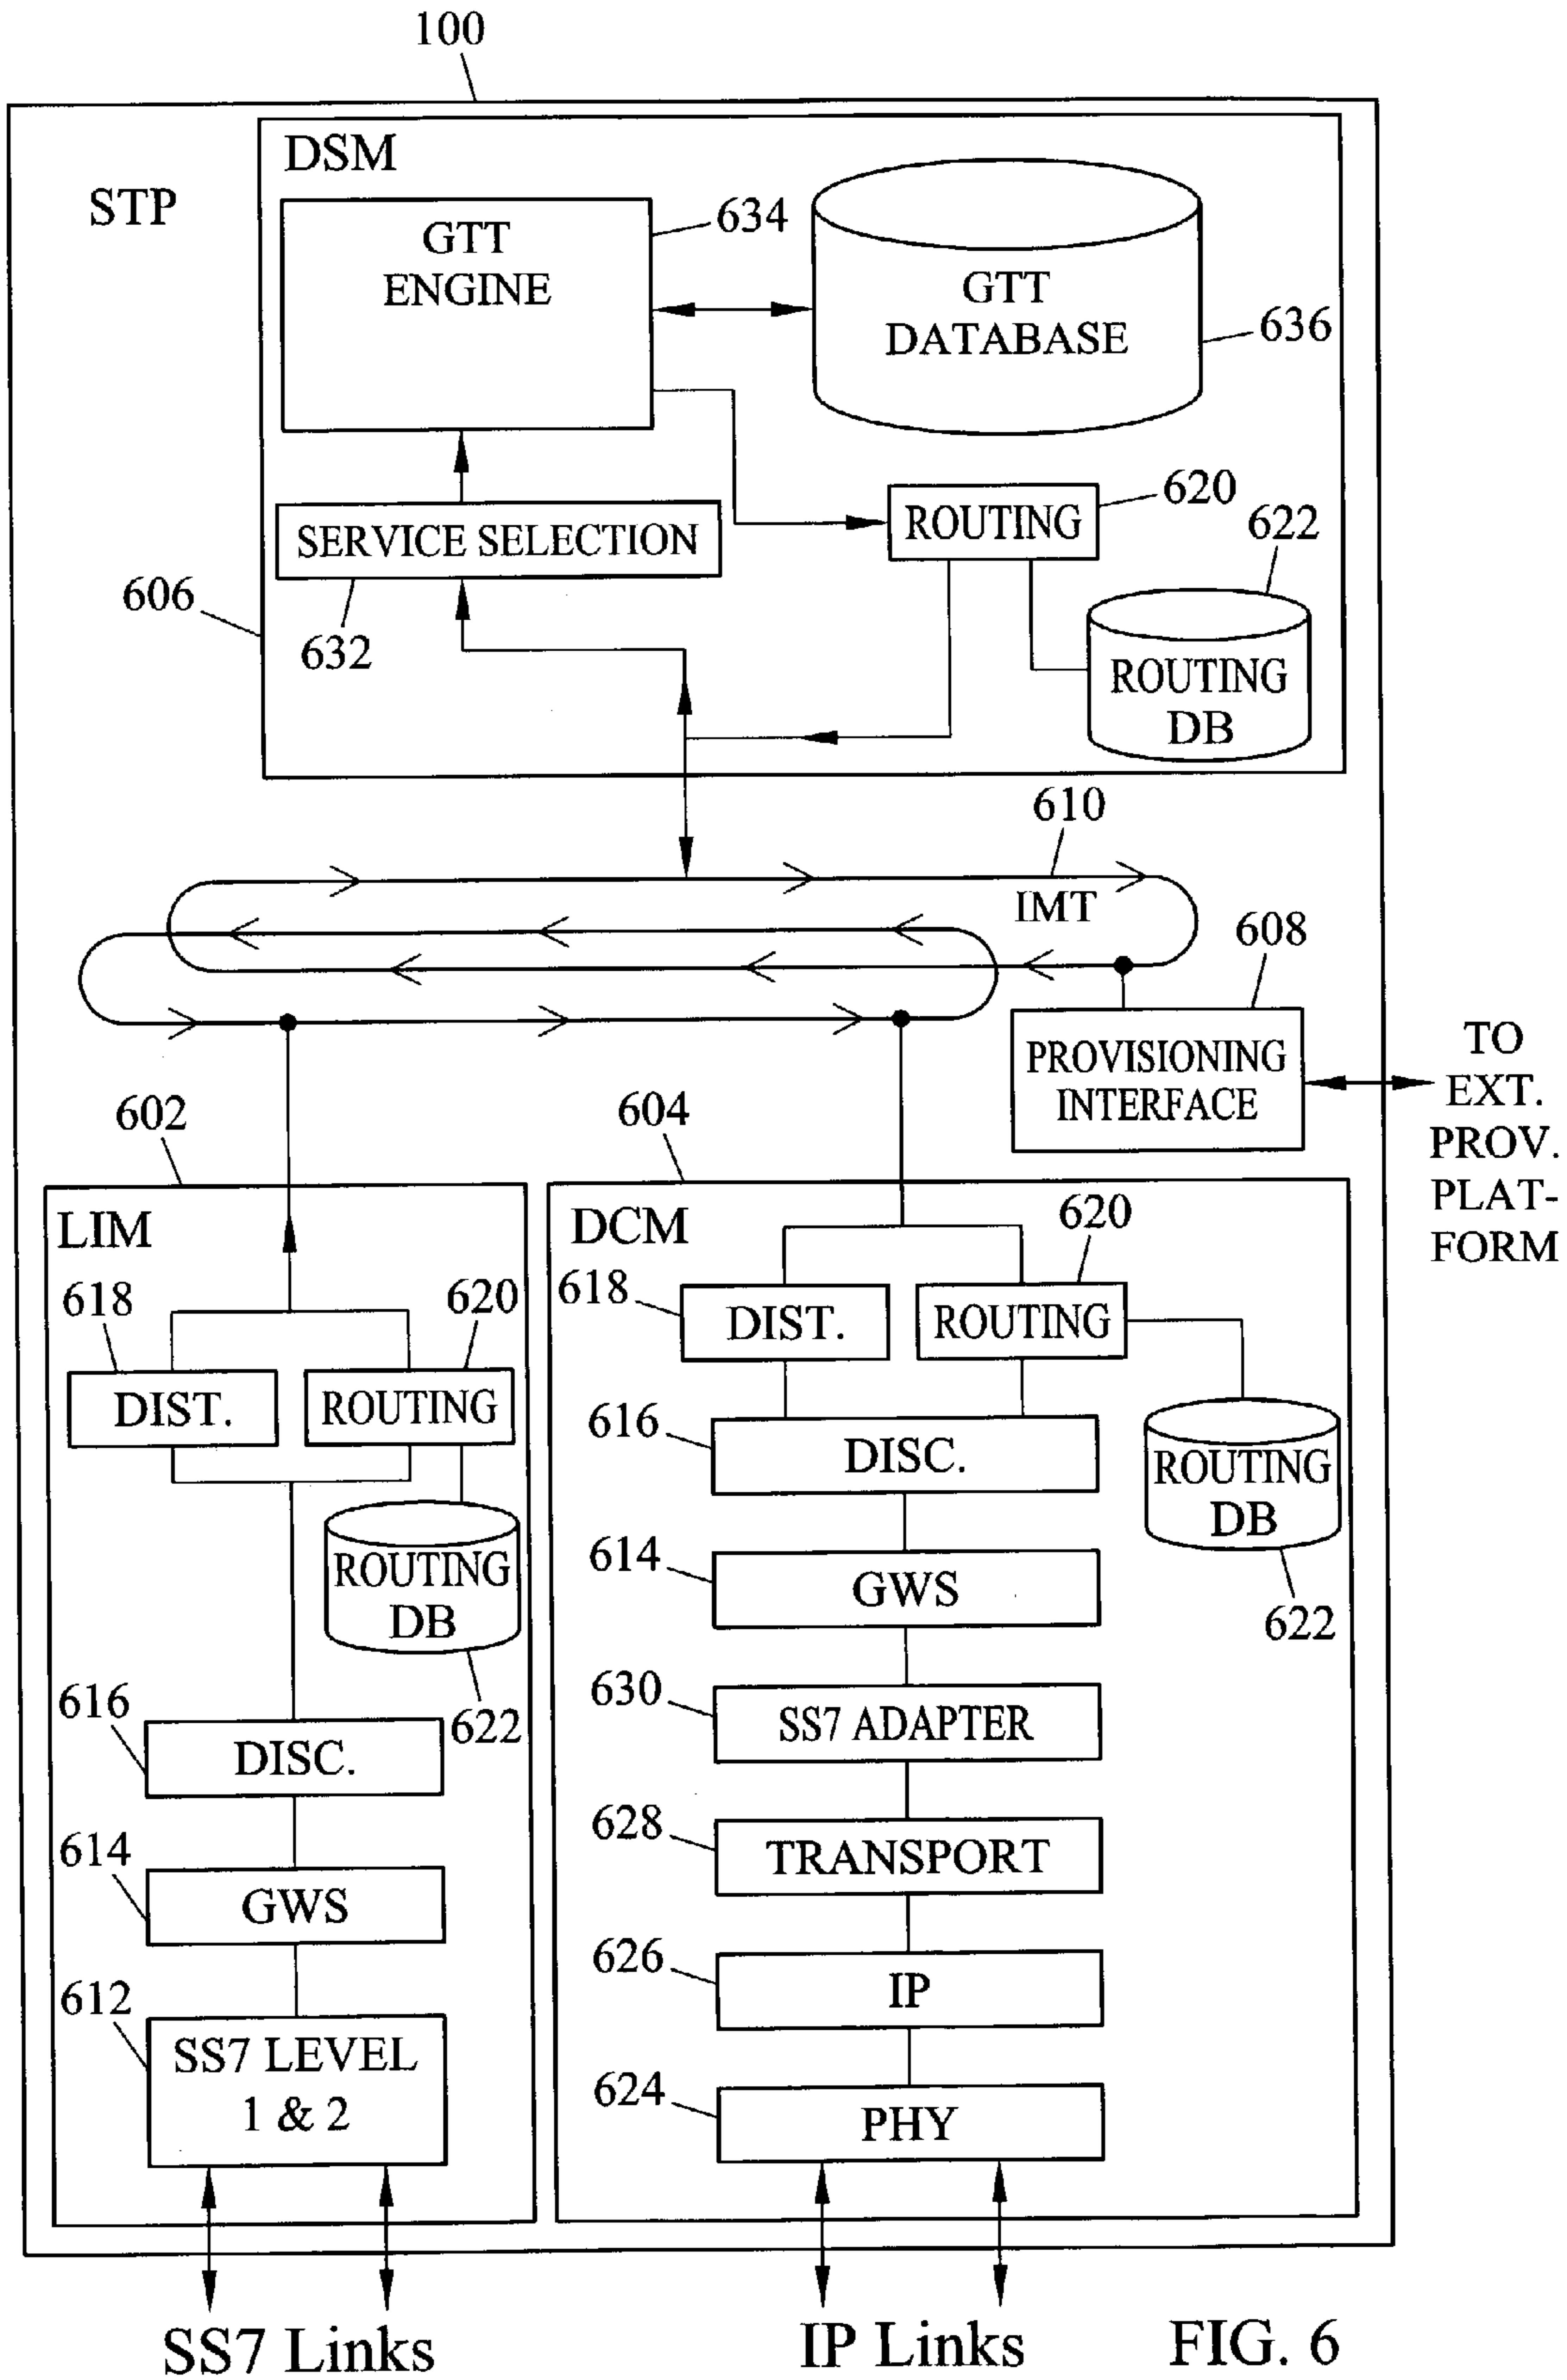 100
STP
DSM
GTT
ENGINE
634
GTT
DATABASE
636
SERVICE SELECTION
632
606
ROUTING
620
622
ROUTING
DB
610
IMT
608
PROVISIONING
INTERFACE
TO
EXT.
PROV.
PLAT-
FORM
602
LIM
618
620
DIST.
ROUTING
ROUTING
DB
622
616
DISC.
614
GWS
612
SS7 LEVEL
1 & 2
SS7 Links
604
DCM
620
618
DIST.
ROUTING
616
DISC.
ROUTING
DB
622
614
GWS
630
SS7 ADAPTER
628
TRANSPORT
626
IP
624
PHY
IP Links
FIG. 6